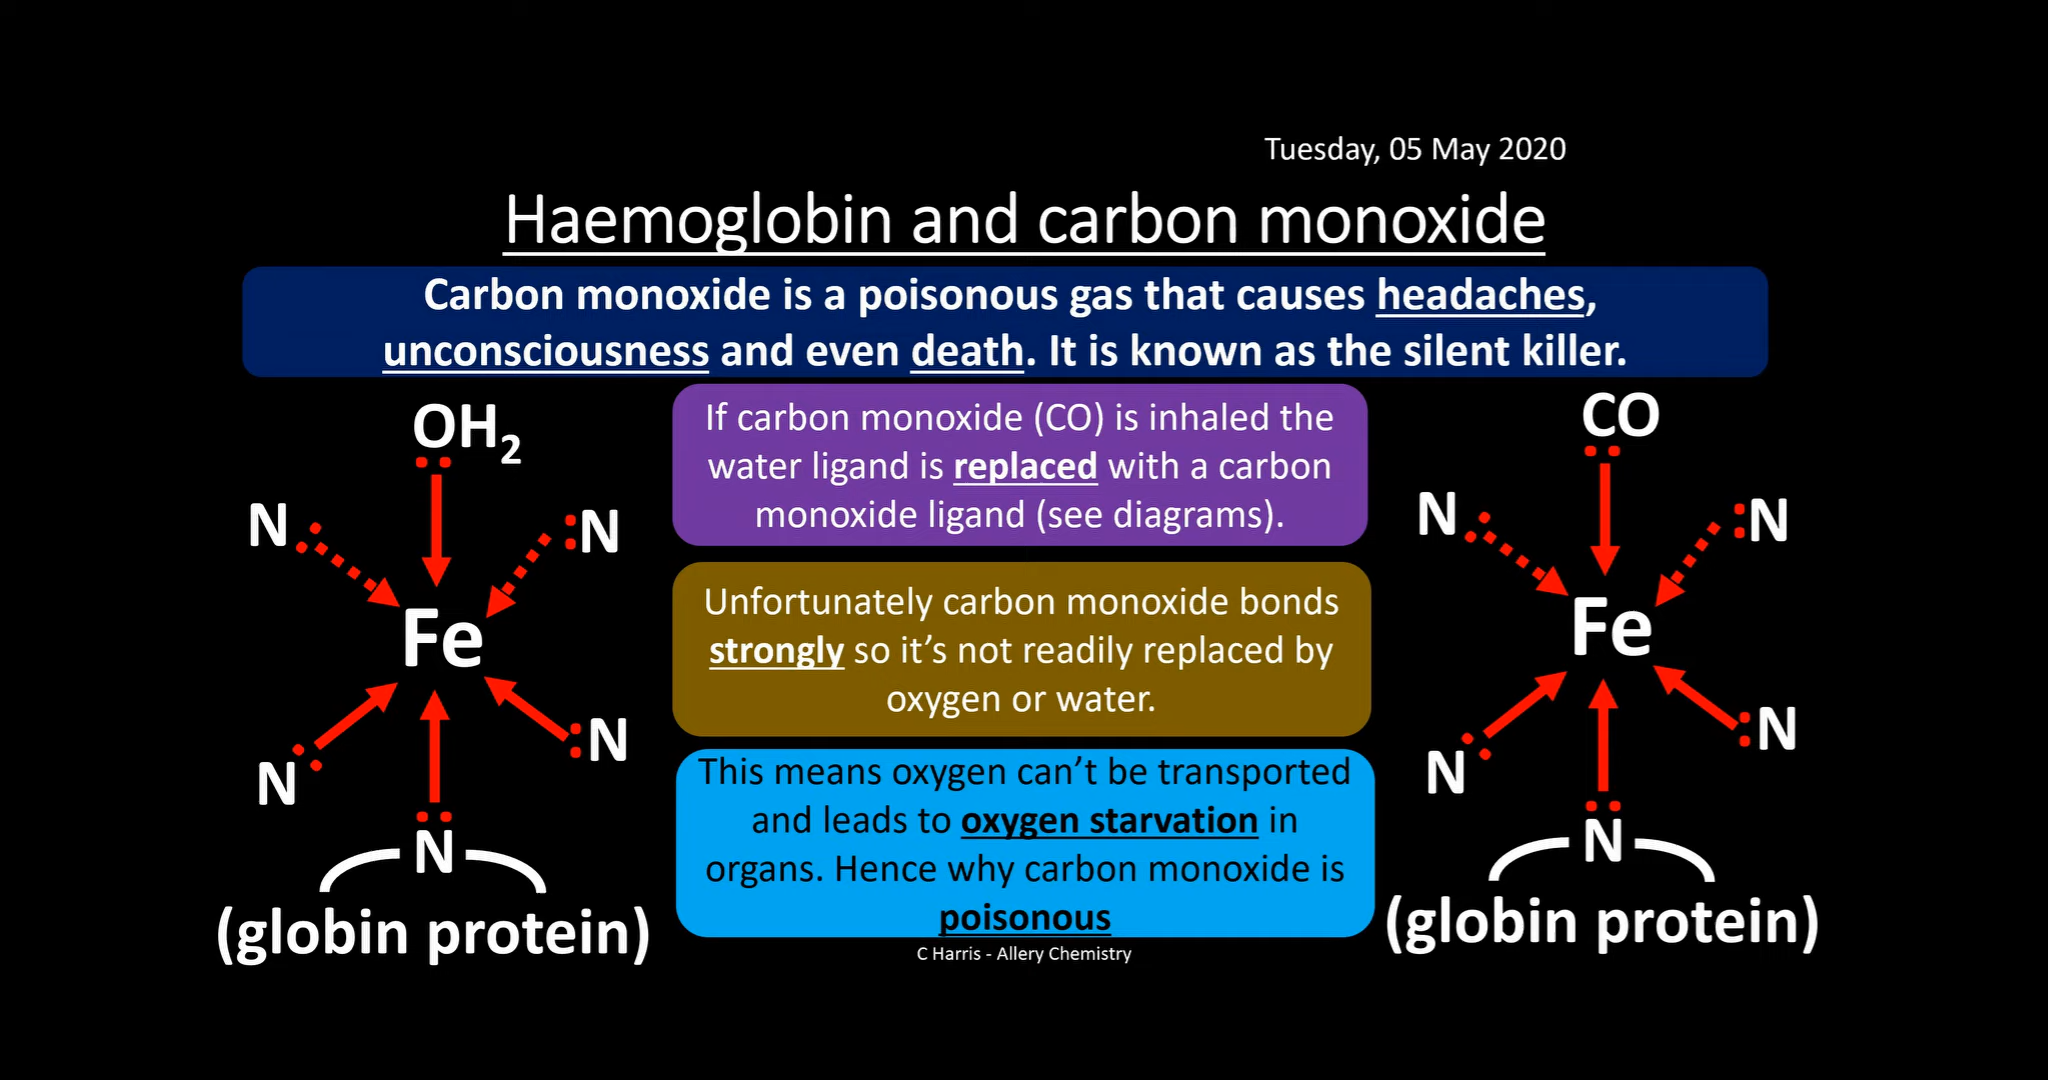 Tuesday, 05 May 2020
Haemoglobin and carbon monoxide
Carbon monoxide is a poisonous gas that causes headaches,
unconsciousness and even death. It is known as the silent killer.
OH₂
N
N
Fe
N
N
N
(globin protein)
If carbon monoxide (CO) is inhaled the
water ligand is replaced with a carbon
monoxide ligand (see diagrams).
Unfortunately carbon monoxide bonds
strongly so it’s not readily replaced by
oxygen or water.
This means oxygen can’t be transported
and leads to oxygen starvation in
organs. Hence why carbon monoxide is
poisonous
CO
N
N
Fe
N
N
N
(globin protein)
C Harris - Allery Chemistry